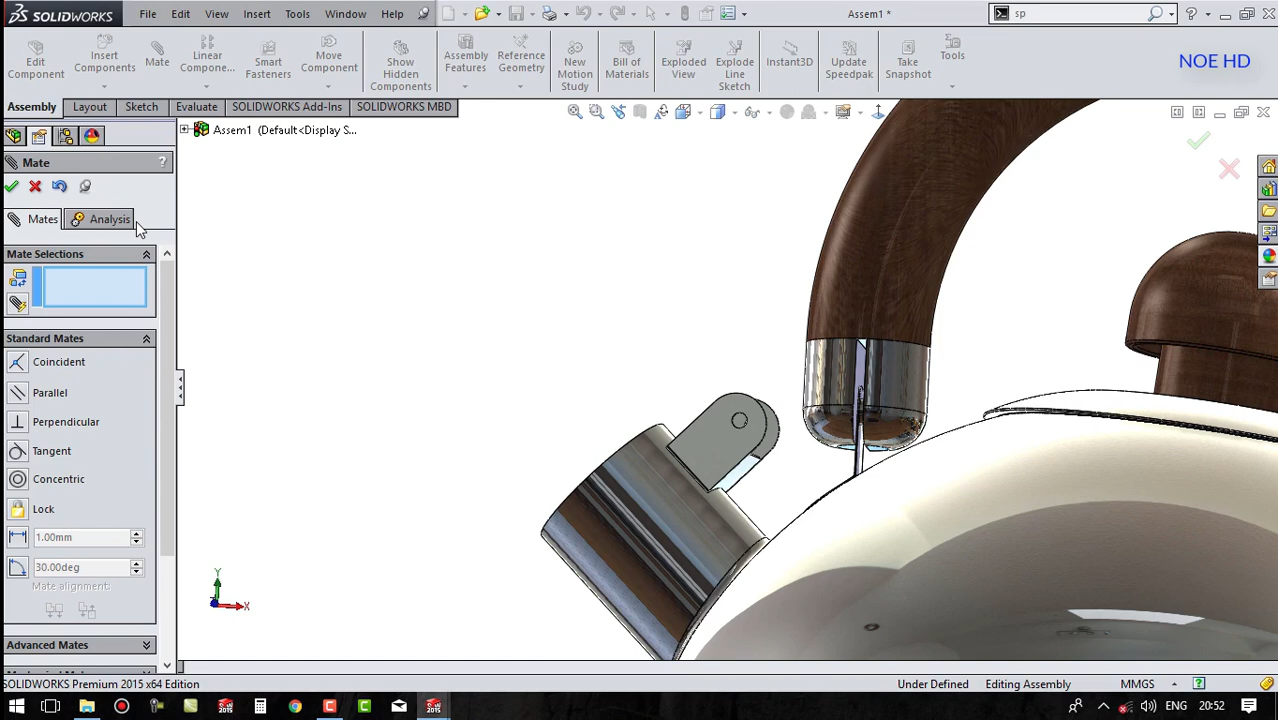 SOLIDWORKS File Edit View Insert Tools Window Help Assem1 * sp
Edit Component
Insert Components
Mate
Linear Compone...
Smart Fasteners
Move Component
Show Hidden Components
Assembly Features
Reference Geometry
New Motion Study
Bill of Materials
Exploded View
Explode Line Sketch
Instant3D
Update Speedpak
Take Snapshot
Tools
NOE HD
Assembly Layout Sketch Evaluate SOLIDWORKS Add-Ins SOLIDWORKS MBD
Assem1 (Default<Display S...
Mate ?
Mates Analysis
Mate Selections
Standard Mates
Coincident
Parallel
Perpendicular
Tangent
Concentric
Lock
1.00mm
30.00deg
Mate alignment:
Advanced Mates
Y
X
SOLIDWORKS Premium 2015 x64 Edition Under Defined Editing Assembly MMGS
2015 2015 ENG 20:52